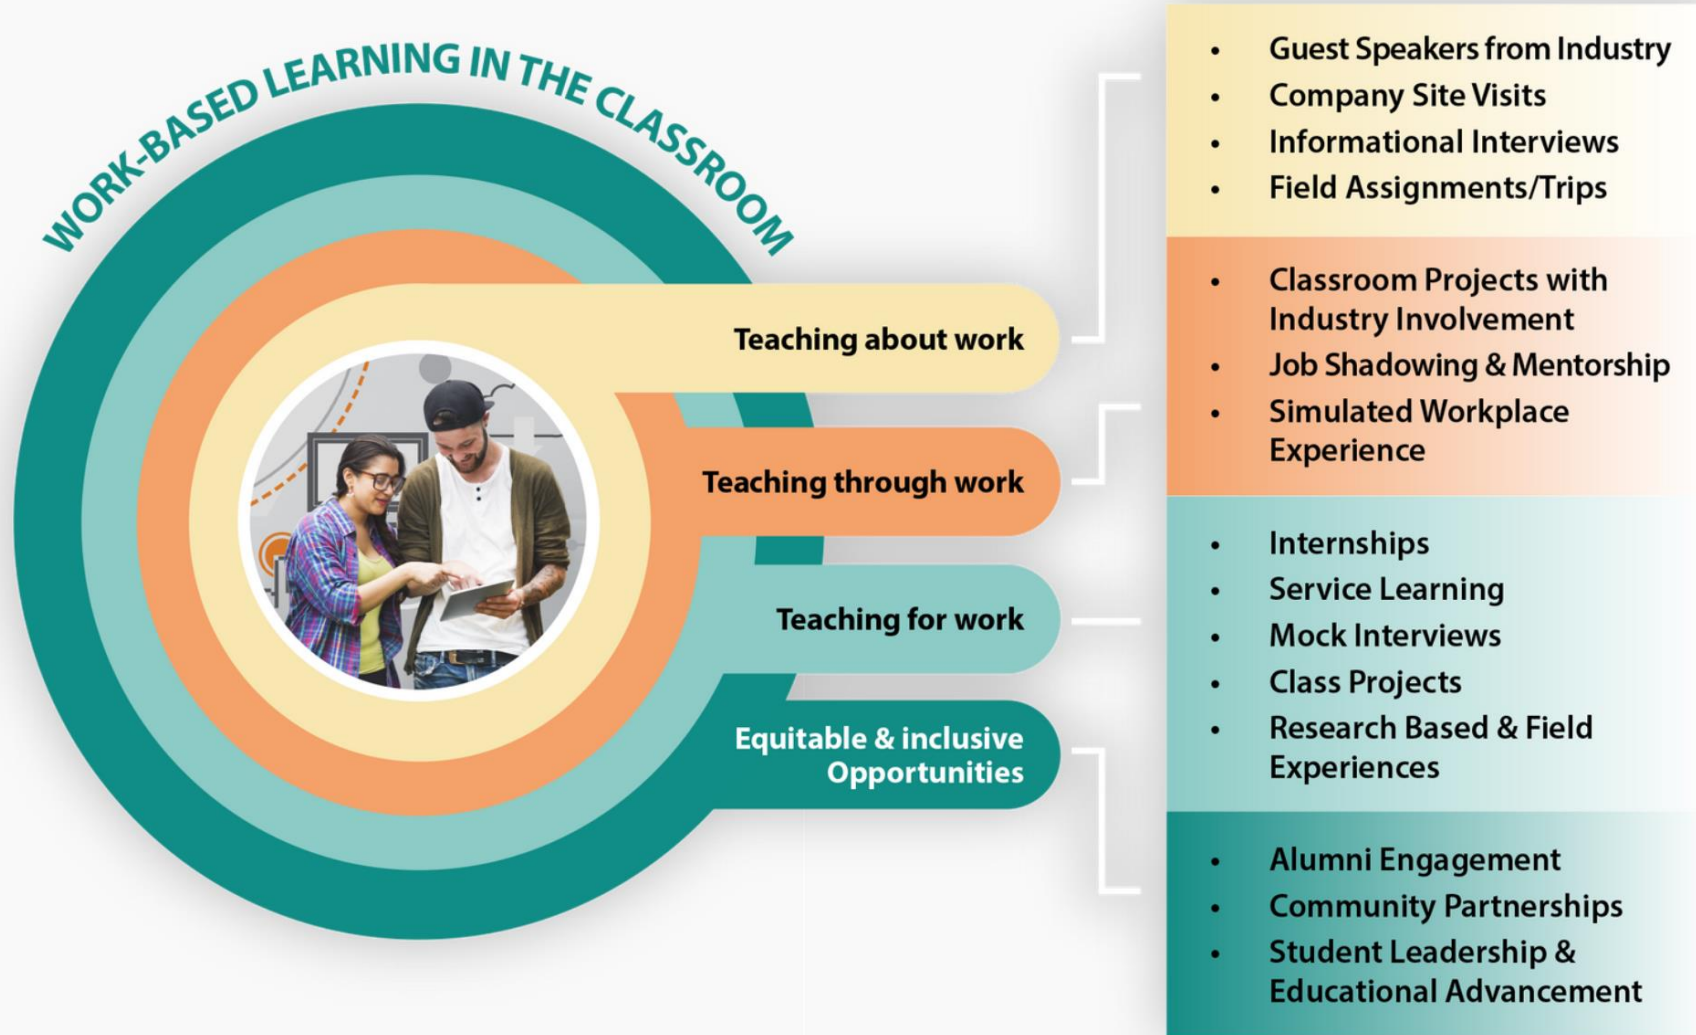 WORK-BASED LEARNING IN THE CLASSROOM
Teaching about work
Teaching through work
Teaching for work
Equitable & inclusive
Opportunities
• Guest Speakers from Industry
• Company Site Visits
• Informational Interviews
• Field Assignments/Trips
• Classroom Projects with
Industry Involvement
• Job Shadowing & Mentorship
• Simulated Workplace
Experience
• Internships
• Service Learning
• Mock Interviews
• Class Projects
• Research Based & Field
Experiences
• Alumni Engagement
• Community Partnerships
• Student Leadership &
Educational Advancement